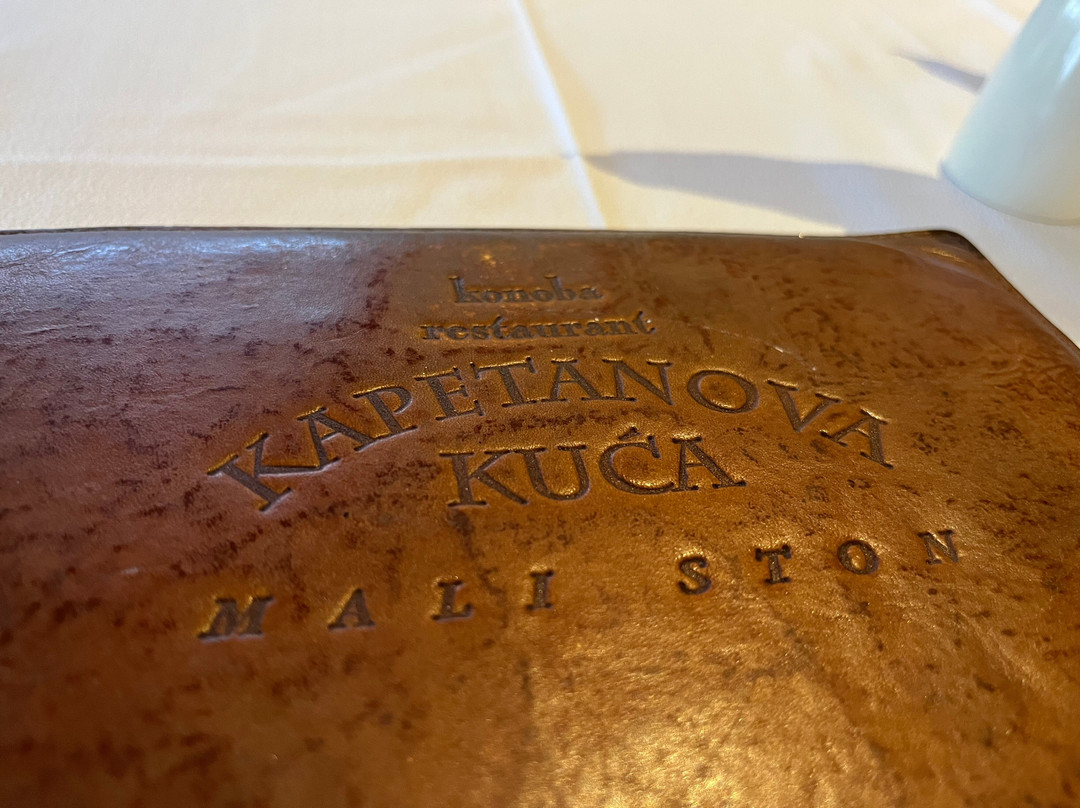 konoba
restaurant
KAPETANOVA
KUĆA
MALI STON